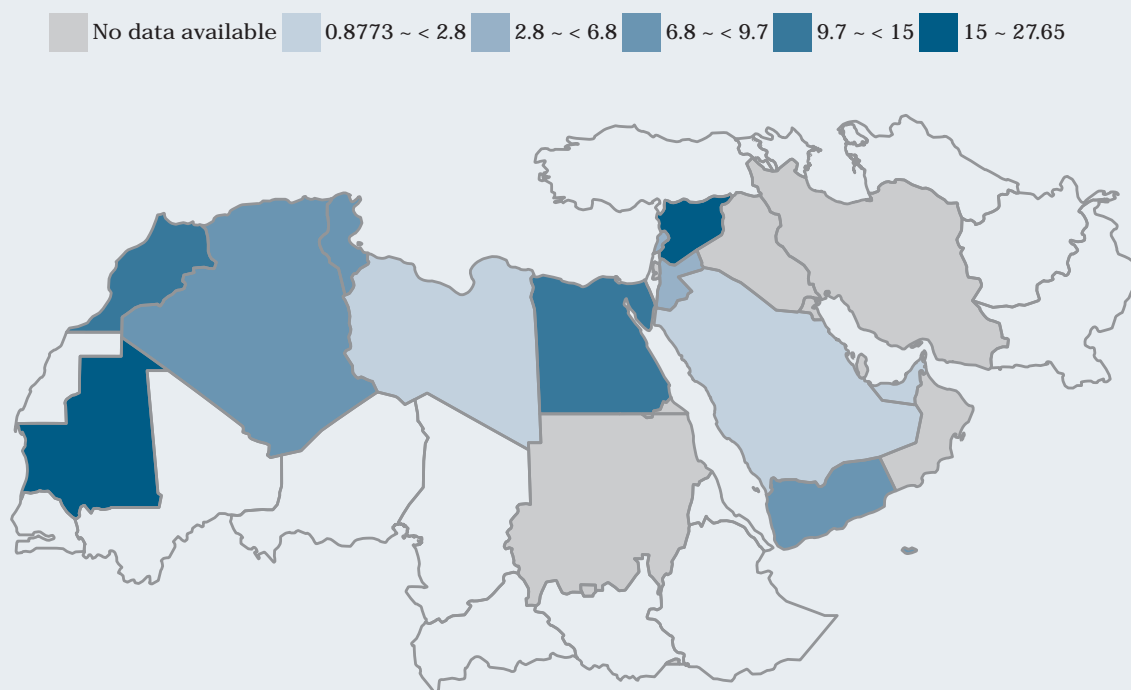 No data available 0.8773 ~ < 2.8 2.8 ~ < 6.8 6.8 ~ < 9.7 9.7 ~ < 15 15 ~ 27.65